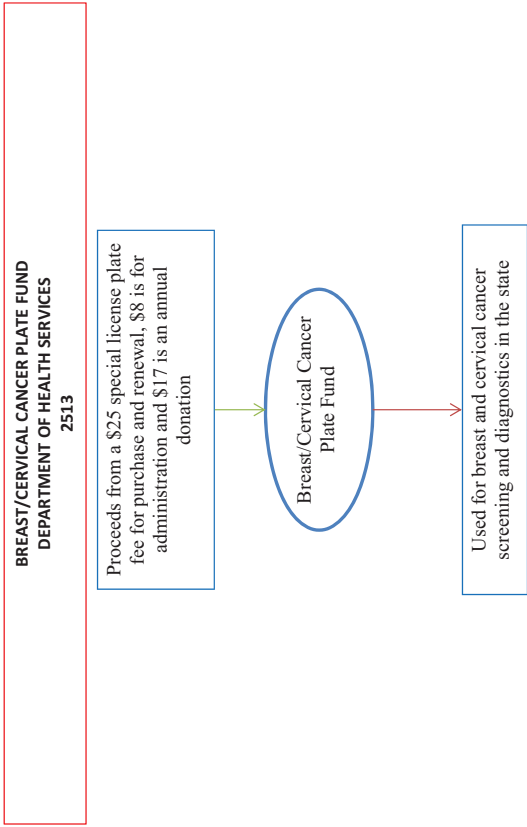 BREAST/CERVICAL CANCER PLATE FUND
DEPARTMENT OF HEALTH SERVICES
2513
Proceeds from a $25 special license plate
fee for purchase and renewal, $8 is for
administration and $17 is an annual
donation
Breast/Cervical Cancer
Plate Fund
Used for breast and cervical cancer
screening and diagnostics in the state